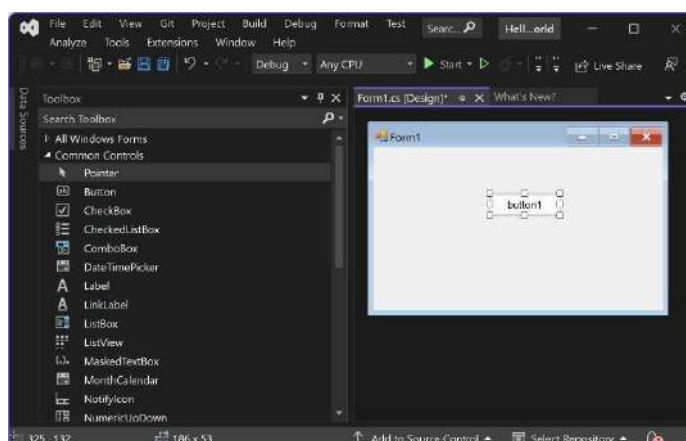 File Edit View Git Project Build Debug Format Test Searc... Hell...orld
Analyze Tools Extensions Window Help
Debug Any CPU Start Live Share
Data Sources
Toolbox
Search Toolbox
All Windows Forms
Common Controls
Pointer
Button
CheckBox
CheckedListBox
ComboBox
DateTimePicker
Label
LinkLabel
ListBox
ListView
MaskedTextBox
MonthCalendar
NotifyIcon
NumericUpDown
Form1.cs [Design]* What's New?
Form1
button1
325 , 132 186 x 53 Add to Source Control Select Repository